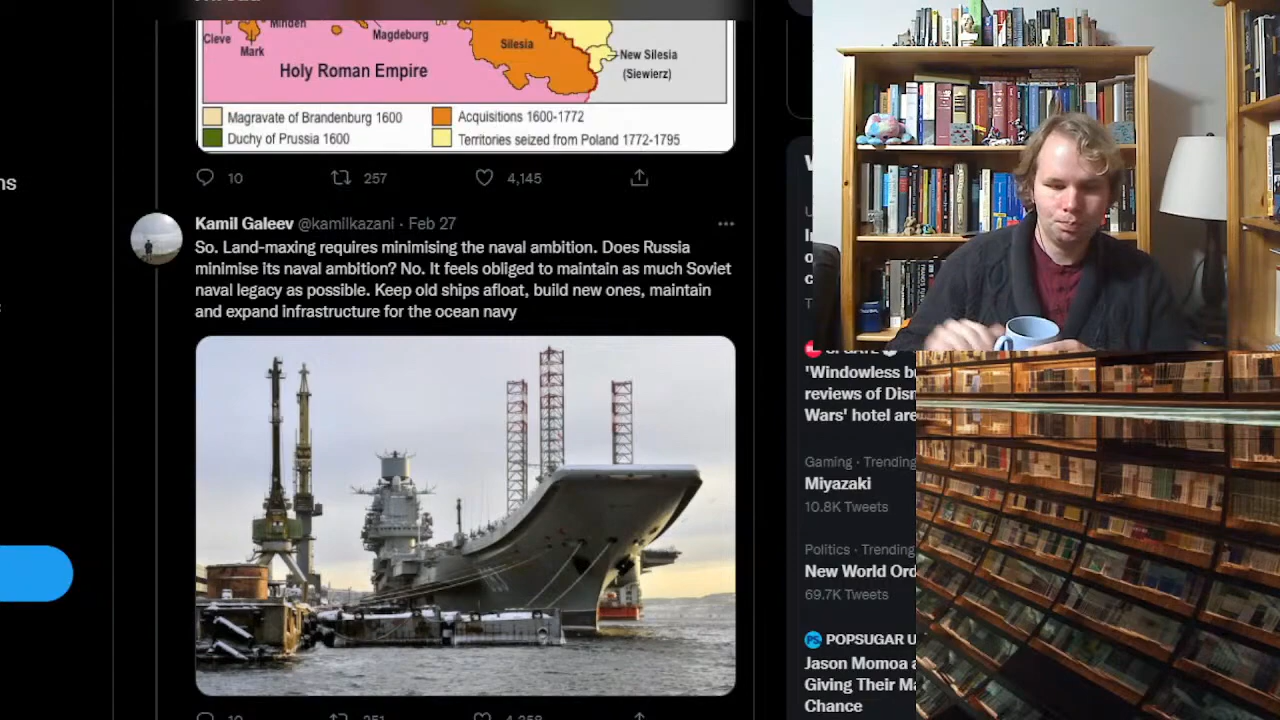 Cleve
Mark
Minden
Magdeburg
Silesia
New Silesia
(Siewierz)
Holy Roman Empire
Magravate of Brandenburg 1600
Acquisitions 1600-1772
Duchy of Prussia 1600
Territories seized from Poland 1772-1795
10 257 4,145
Kamil Galeev @kamilkazani · Feb 27
So. Land-maxing requires minimising the naval ambition. Does Russia
minimise its naval ambition? No. It feels obliged to maintain as much Soviet
naval legacy as possible. Keep old ships afloat, build new ones, maintain
and expand infrastructure for the ocean navy
'Windowless
reviews of
Wars' hotel
Gaming · Trending
Miyazaki
10.8K Tweets
Politics · Trending
New World
69.7K Tweets
POPSUGAR
Jason Momoa
Giving Their
Chance